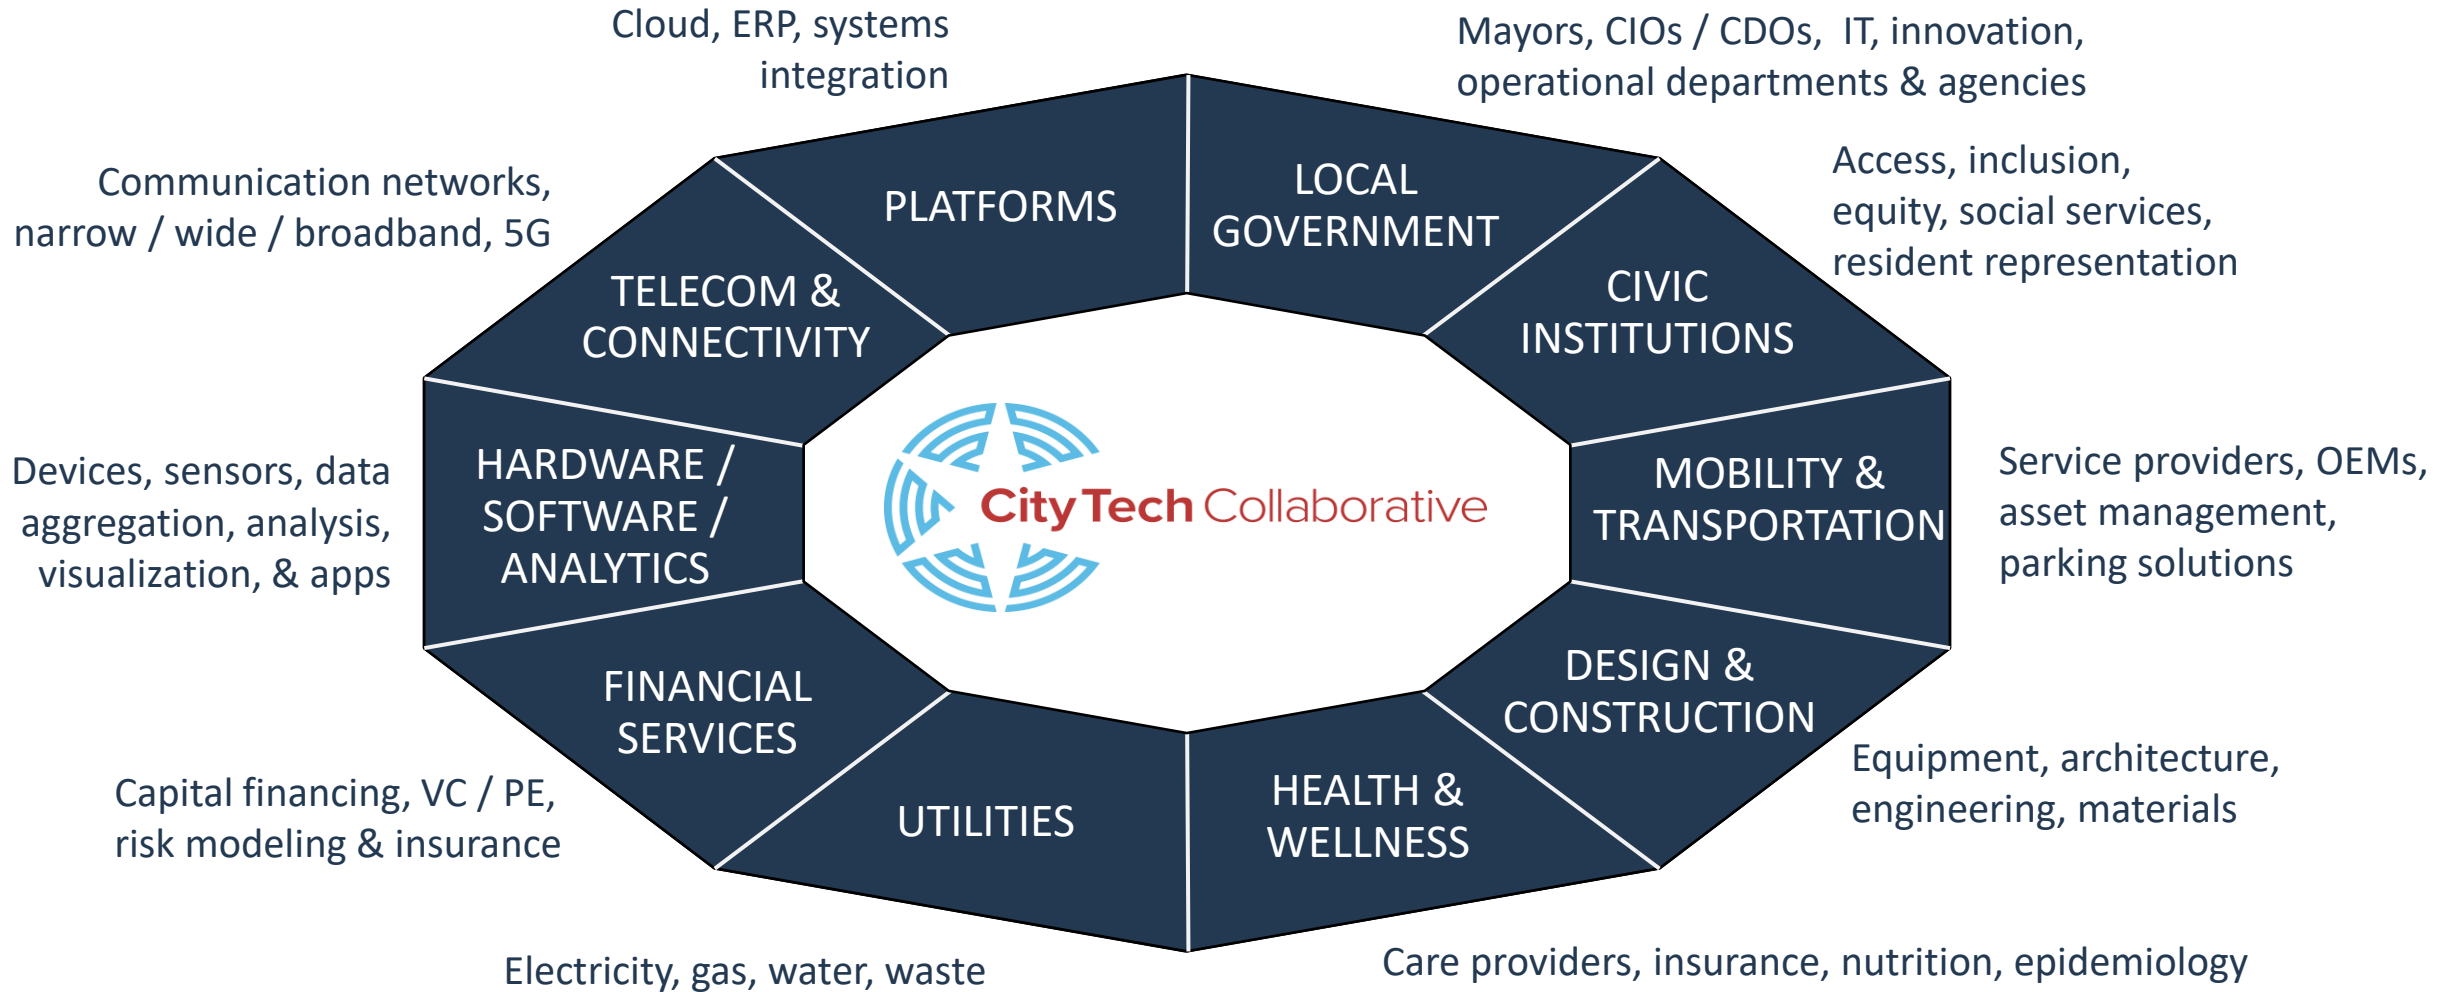 Cloud, ERP, systems
integration
Mayors, CIOs / CDOs,  IT, innovation,
operational departments & agencies
Communication networks,
narrow / wide / broadband, 5G
Access, inclusion,
equity, social services,
resident representation
PLATFORMS
LOCAL
GOVERNMENT
TELECOM &
CONNECTIVITY
CIVIC
INSTITUTIONS
Devices, sensors, data
aggregation, analysis,
visualization, & apps
HARDWARE /
SOFTWARE /
ANALYTICS
City Tech Collaborative
MOBILITY &
TRANSPORTATION
Service providers, OEMs,
asset management,
parking solutions
FINANCIAL
SERVICES
DESIGN &
CONSTRUCTION
Capital financing, VC / PE,
risk modeling & insurance
UTILITIES
HEALTH &
WELLNESS
Equipment, architecture,
engineering, materials
Electricity, gas, water, waste
Care providers, insurance, nutrition, epidemiology